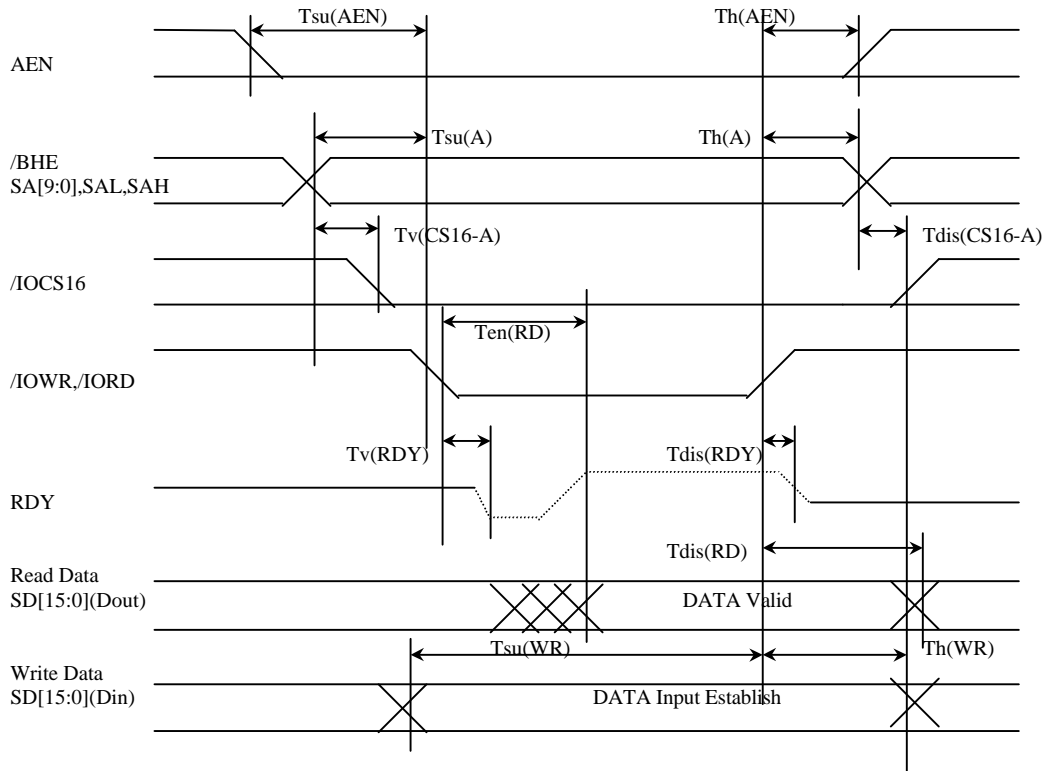 Tsu(AEN)
Th(AEN)
AEN
Tsu(A)
Th(A)
/BHE
SA[9:0],SAL,SAH
Tv(CS16-A)
Tdis(CS16-A)
/IOCS16
Ten(RD)
/IOWR,/IORD
Tv(RDY)
Tdis(RDY)
RDY
Tdis(RD)
Read Data
SD[15:0](Dout)
DATA Valid
Tsu(WR)
Th(WR)
Write Data
SD[15:0](Din)
DATA Input Establish